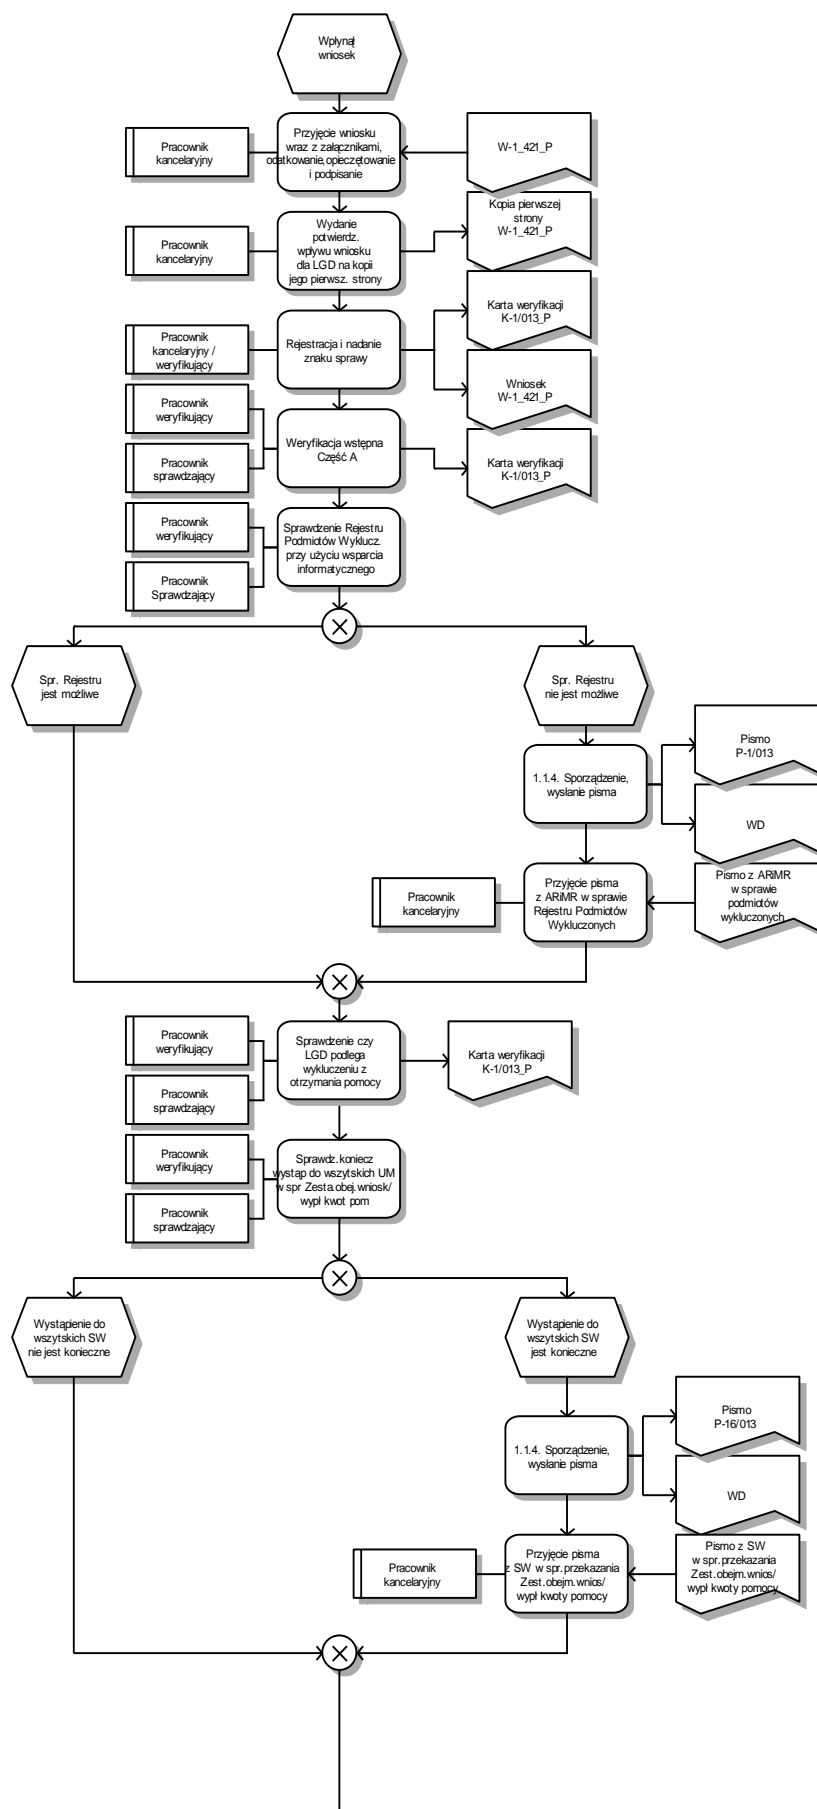 Wpłynął
wniosek
Pracownik
kancelaryjny
Przyjęcie wniosku
wraz z załącznikami,
odatkowanie, opieczętowanie
i podpisanie
W-1_421_P
Pracownik
kancelaryjny
Wydanie
potwierdz.
wpływu wniosku
dla LGD na kopii
jego pierwsz. strony
Kopia pierwszej
strony
W-1_421_P
Pracownik
kancelaryjny /
weryfikujący
Rejestracja i nadanie
znaku sprawy
Karta weryfikacji
K-1/013_P
Wniosek
W-1_421_P
Pracownik
weryfikujący
Pracownik
sprawdzający
Weryfikacja wstępna
Część A
Karta weryfikacji
K-1/013_P
Pracownik
weryfikujący
Pracownik
Sprawdzający
Sprawdzenie Rejestru
Podmiotów Wyklucz.
przy użyciu wsparcia
informatycznego
Spr. Rejestru
jest możliwe
Spr. Rejestru
nie jest możliwe
1.1.4. Sporządzenie,
wysłanie pisma
Pismo
P-1/013
WD
Pracownik
kancelaryjny
Przyjęcie pisma
z ARiMR w sprawie
Rejestru Podmiotów
Wykluczonych
Pismo z ARiMR
w sprawie
podmiotów
wykluczonych
Pracownik
weryfikujący
Pracownik
sprawdzający
Sprawdzenie czy
LGD podlega
wykluczeniu z
otrzymania pomocy
Karta weryfikacji
K-1/013_P
Pracownik
weryfikujący
Pracownik
sprawdzający
Sprawdz.koniecz
wystąp do wszytskich UM
w spr Zesta.obej.wniosk/
wypł kwot pom
Wystąpienie do
wszytskich SW
nie jest konieczne
Wystąpienie do
wszytskich SW
jest konieczne
1.1.4. Sporządzenie,
wysłanie pisma
Pismo
P-16/013
WD
Pracownik
kancelaryjny
Przyjęcie pisma
z SW w spr.przekazania
Zest.obejm.wnios/
wypł kwoty pomocy
Pismo z SW
w spr.przekazania
Zest.obejm.wnios/
wypł kwoty pomocy